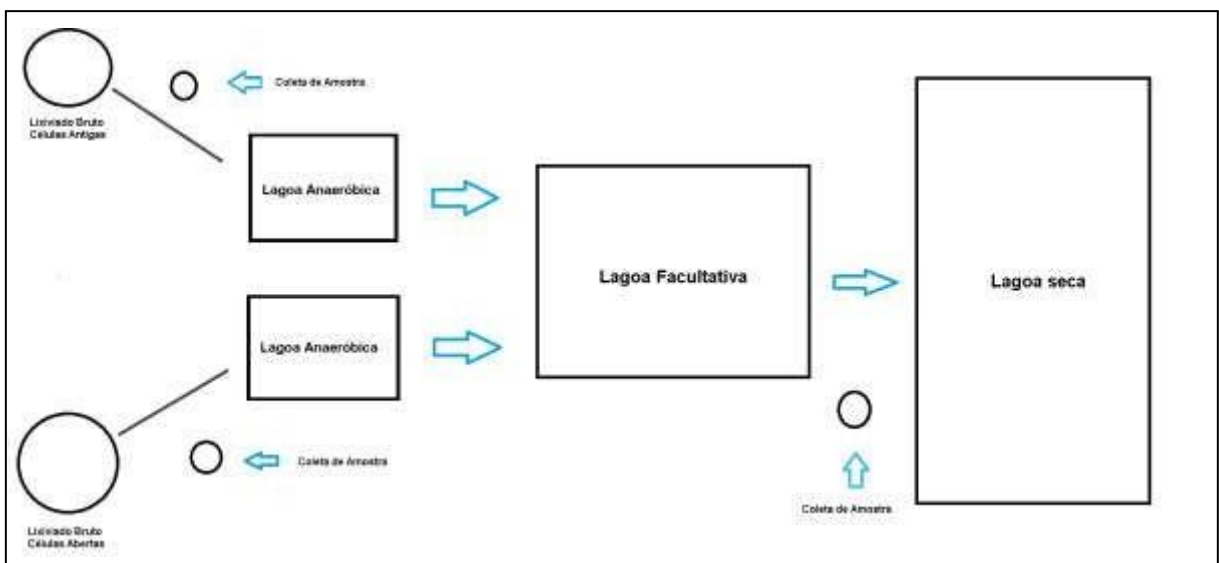 Coleta de Amostra
Lixiviado Bruto
Células Antigas
Lagoa Anaeróbica
Lagoa Facultativa
Lagoa seca
Lagoa Anaeróbica
Coleta de Amostra
Coleta de Amostra
Lixiviado Bruto
Células Abertas